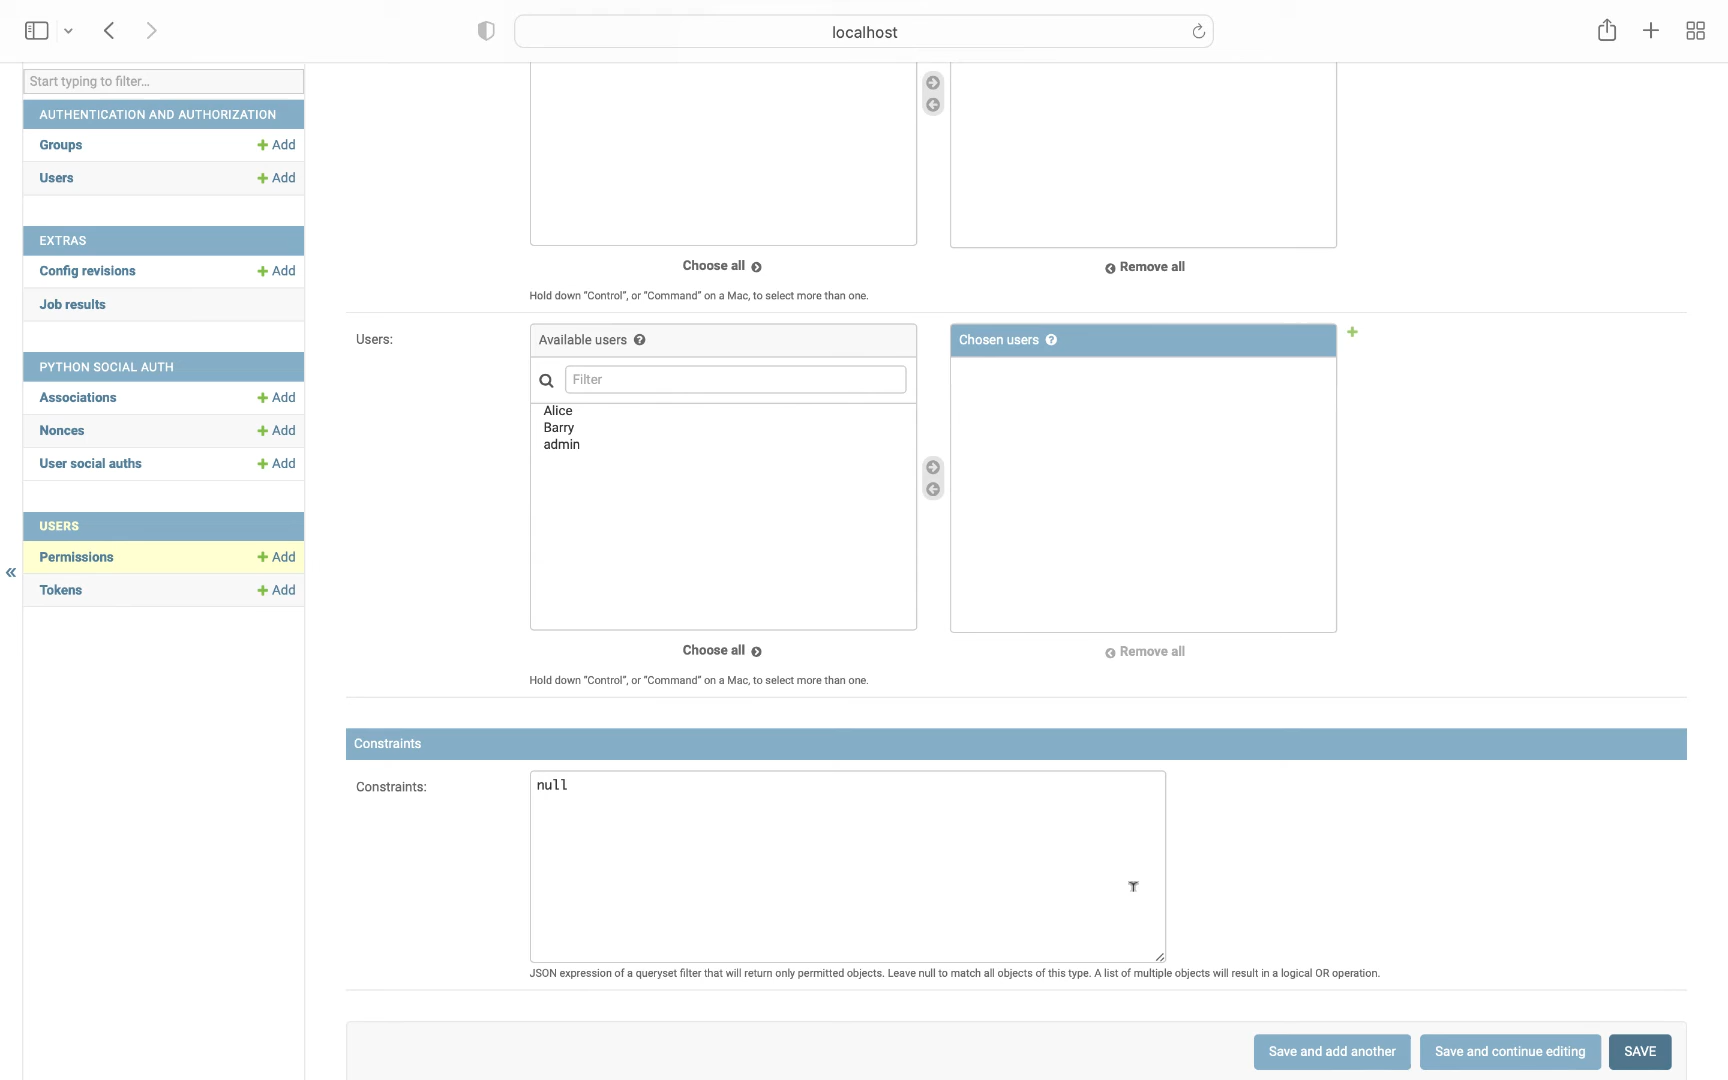 localhost
Start typing to filter...
AUTHENTICATION AND AUTHORIZATION
Groups + Add
Users + Add
EXTRAS
Config revisions + Add
Job results
PYTHON SOCIAL AUTH
Associations + Add
Nonces + Add
User social auths + Add
USERS
Permissions + Add
Tokens + Add
«
Choose all
Remove all
Hold down "Control", or "Command" on a Mac, to select more than one.
Users:
Available users ?
Filter
Alice
Barry
admin
Chosen users ?
Choose all
Remove all
Hold down "Control", or "Command" on a Mac, to select more than one.
Constraints
Constraints:
null
JSON expression of a queryset filter that will return only permitted objects. Leave null to match all objects of this type. A list of multiple objects will result in a logical OR operation.
Save and add another
Save and continue editing
SAVE